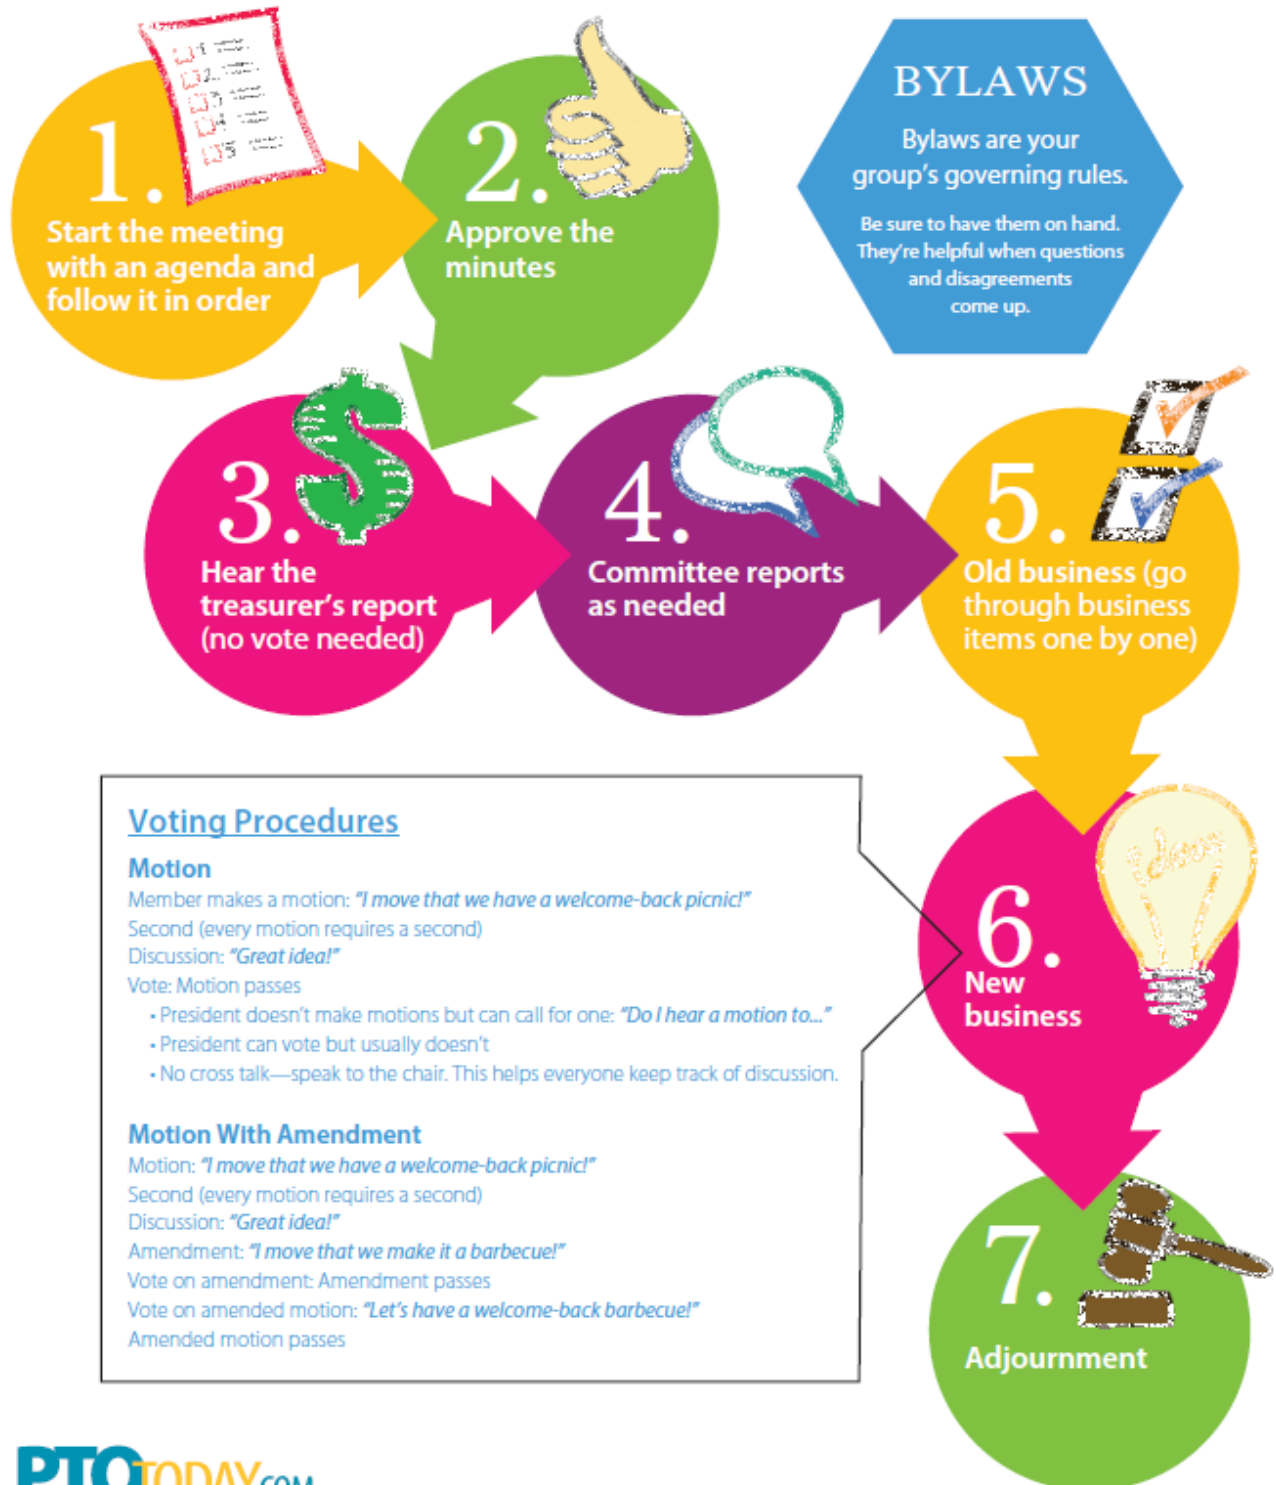 1.
Start the meeting
with an agenda and
follow it in order
2.
Approve the
minutes
BYLAWS
Bylaws are your
group's governing rules.
Be sure to have them on hand.
They're helpful when questions
and disagreements
come up.
3.
Hear the
treasurer's report
(no vote needed)
4.
Committee reports
as needed
5.
Old business (go
through business
items one by one)
Voting Procedures
Motion
Member makes a motion: "I move that we have a welcome-back picnic!"
Second (every motion requires a second)
Discussion: "Great idea!"
Vote: Motion passes
• President doesn't make motions but can call for one: "Do I hear a motion to..."
• President can vote but usually doesn't
• No cross talk—speak to the chair. This helps everyone keep track of discussion.
Motion With Amendment
Motion: "I move that we have a welcome-back picnic!"
Second (every motion requires a second)
Discussion: "Great idea!"
Amendment: "I move that we make it a barbecue!"
Vote on amendment: Amendment passes
Vote on amended motion: "Let's have a welcome-back barbecue!"
Amended motion passes
6.
New
business
7.
Adjournment
PTOTODAY.COM